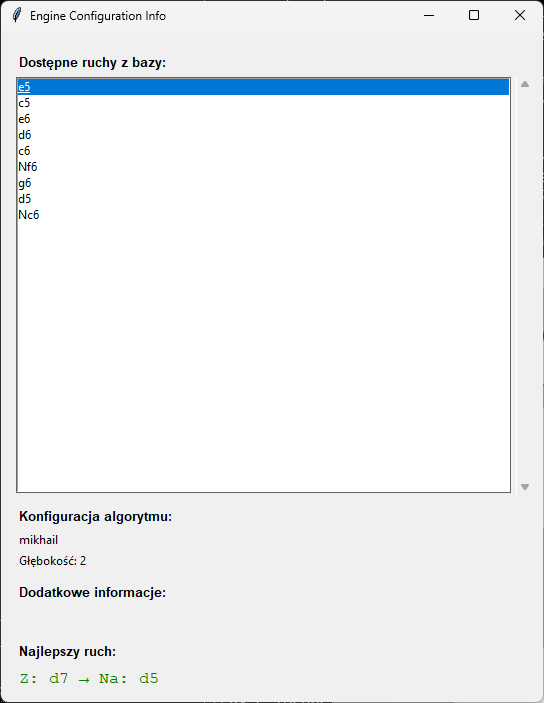 Engine Configuration Info
Dostępne ruchy z bazy:
e5
c5
e6
d6
c6
Nf6
g6
d5
Nc6
Konfiguracja algorytmu:
mikhail
Głębokość: 2
Dodatkowe informacje:
Najlepszy ruch:
Z: d7 → Na: d5